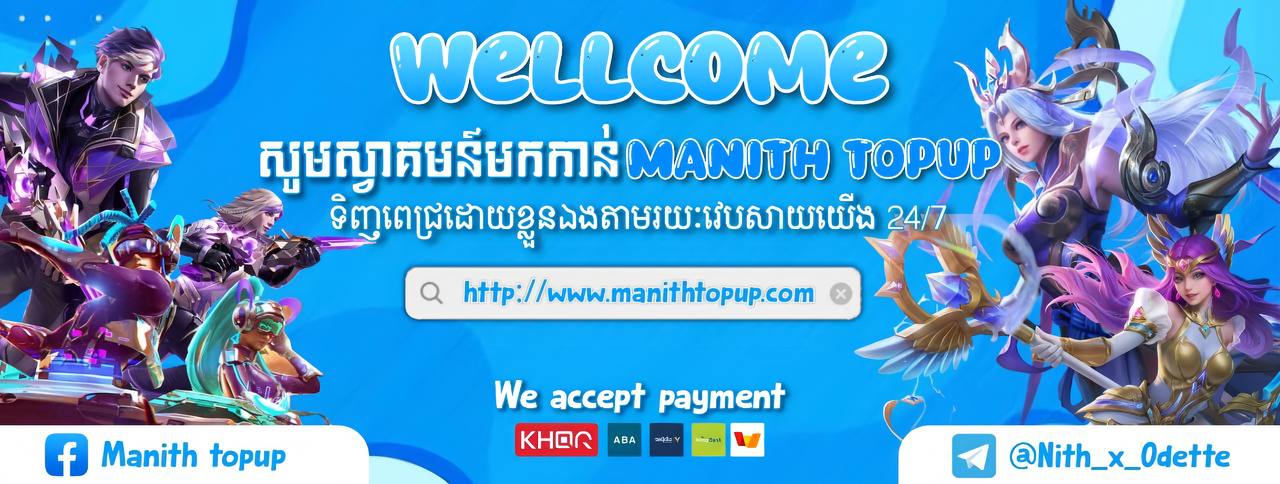 WELLCOME
សូមស្វាគមន៍មកកាន់ MANITH TOPUP
ទិញពេជ្រដោយខ្លួនឯងតាមរយៈវេបសាយយើង 24/7
http://www.manithtopup.com
We accept payment
KHQR ABA
Manith topup
@Nith_x_Odette